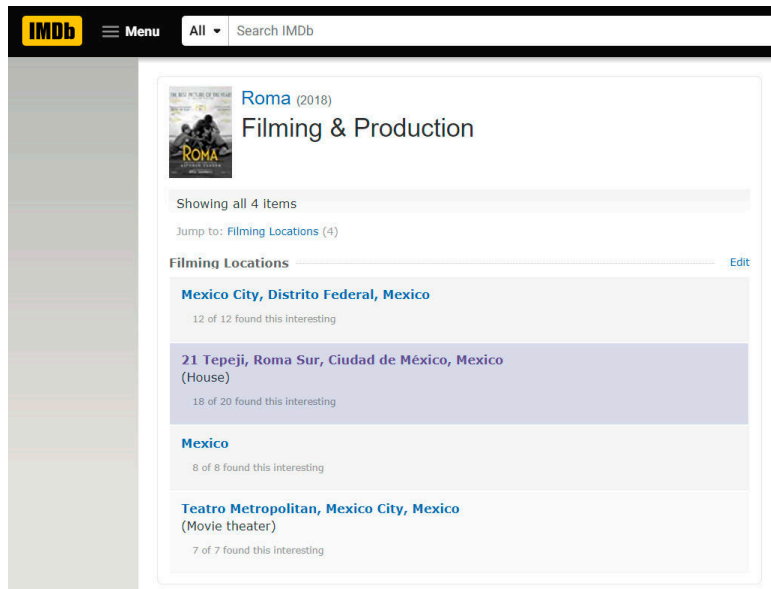 IMDb Menu All Search IMDb
Roma (2018)
Filming & Production
ROMA
Showing all 4 items
Jump to: Filming Locations (4)
Filming Locations Edit
Mexico City, Distrito Federal, Mexico
12 of 12 found this interesting
21 Tepeji, Roma Sur, Ciudad de México, Mexico
(House)
18 of 20 found this interesting
Mexico
8 of 8 found this interesting
Teatro Metropolitan, Mexico City, Mexico
(Movie theater)
7 of 7 found this interesting